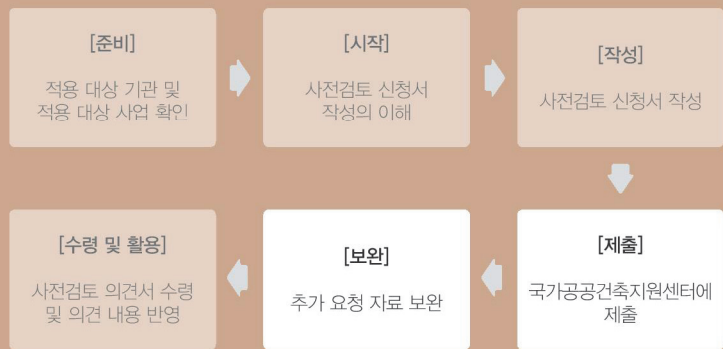 [준비]
적용 대상 기관 및
적용 대상 사업 확인
[시작]
사전검토 신청서
작성의 이해
[작성]
사전검토 신청서 작성
[제출]
국가공공건축지원센터에
제출
[보완]
추가 요청 자료 보완
[수령 및 활용]
사전검토 의견서 수령
및 의견 내용 반영